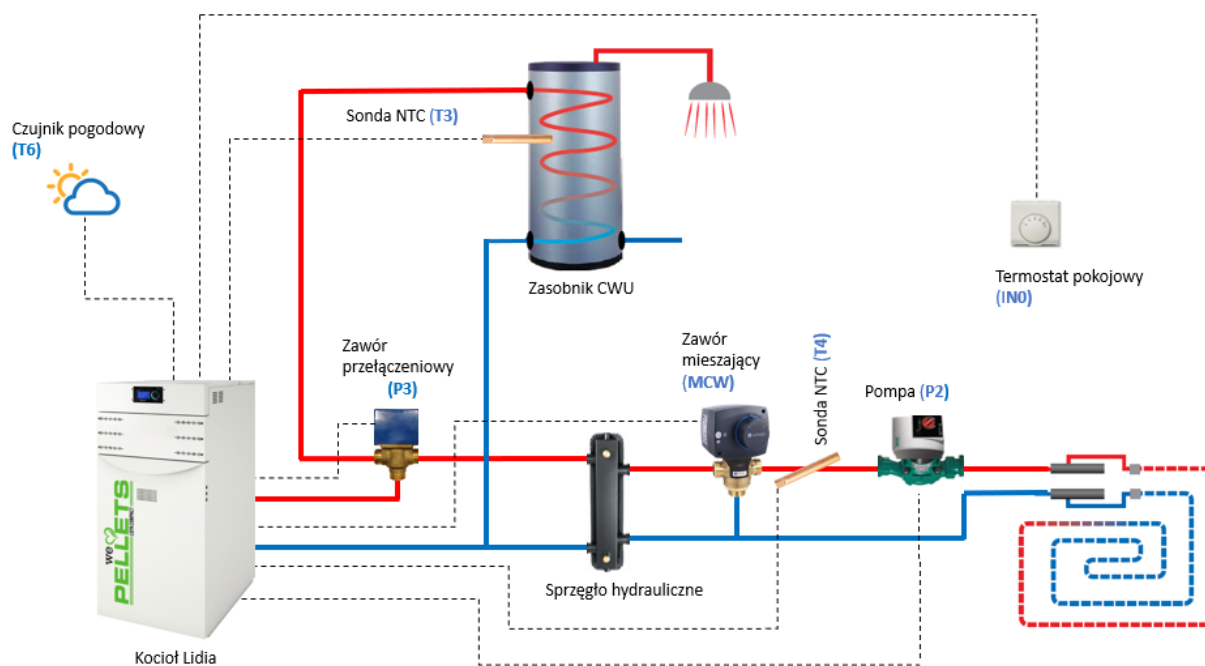 Sonda NTC (T3)
Czujnik pogodowy
(T6)
Zasobnik CWU
Termostat pokojowy
(IN0)
Zawór
przełączeniowy
(P3)
Zawór
mieszający
(MCW)
Sonda NTC (T4)
Pompa (P2)
we
PELLETS
Sprzęgło hydrauliczne
Kocioł Lidia